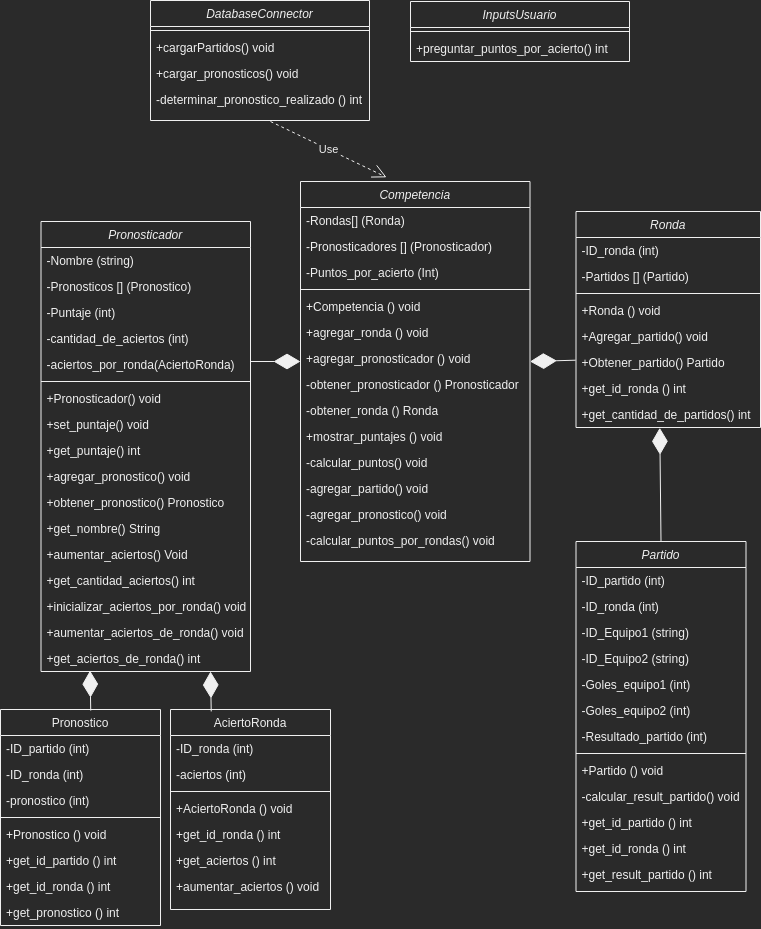 DatabaseConnector
+cargarPartidos() void
+cargar_pronosticos() void
-determinar_pronostico_realizado () int
InputsUsuario
+preguntar_puntos_por_acierto() int
Use
Competencia
-Rondas[] (Ronda)
-Pronosticadores [] (Pronosticador)
-Puntos_por_acierto (Int)
+Competencia () void
+agregar_ronda () void
+agregar_pronosticador () void
-obtener_pronosticador () Pronosticador
-obtener_ronda () Ronda
+mostrar_puntajes () void
-calcular_puntos() void
-agregar_partido() void
-agregar_pronostico() void
-calcular_puntos_por_rondas() void
Pronosticador
-Nombre (string)
-Pronosticos [] (Pronostico)
-Puntaje (int)
-cantidad_de_aciertos (int)
-aciertos_por_ronda(AciertoRonda)
+Pronosticador() void
+set_puntaje() void
+get_puntaje() int
+agregar_pronostico() void
+obtener_pronostico() Pronostico
+get_nombre() String
+aumentar_aciertos() Void
+get_cantidad_aciertos() int
+inicializar_aciertos_por_ronda() void
+aumentar_aciertos_de_ronda() void
+get_aciertos_de_ronda() int
Ronda
-ID_ronda (int)
-Partidos [] (Partido)
+Ronda () void
+Agregar_partido() void
+Obtener_partido() Partido
+get_id_ronda () int
+get_cantidad_de_partidos() int
Partido
-ID_partido (int)
-ID_ronda (int)
-ID_Equipo1 (string)
-ID_Equipo2 (string)
-Goles_equipo1 (int)
-Goles_equipo2 (int)
-Resultado_partido (int)
+Partido () void
-calcular_result_partido() void
+get_id_partido () int
+get_id_ronda () int
+get_result_partido () int
Pronostico
-ID_partido (int)
-ID_ronda (int)
-pronostico (int)
+Pronostico () void
+get_id_partido () int
+get_id_ronda () int
+get_pronostico () int
AciertoRonda
-ID_ronda (int)
-aciertos (int)
+AciertoRonda () void
+get_id_ronda () int
+get_aciertos () int
+aumentar_aciertos () void